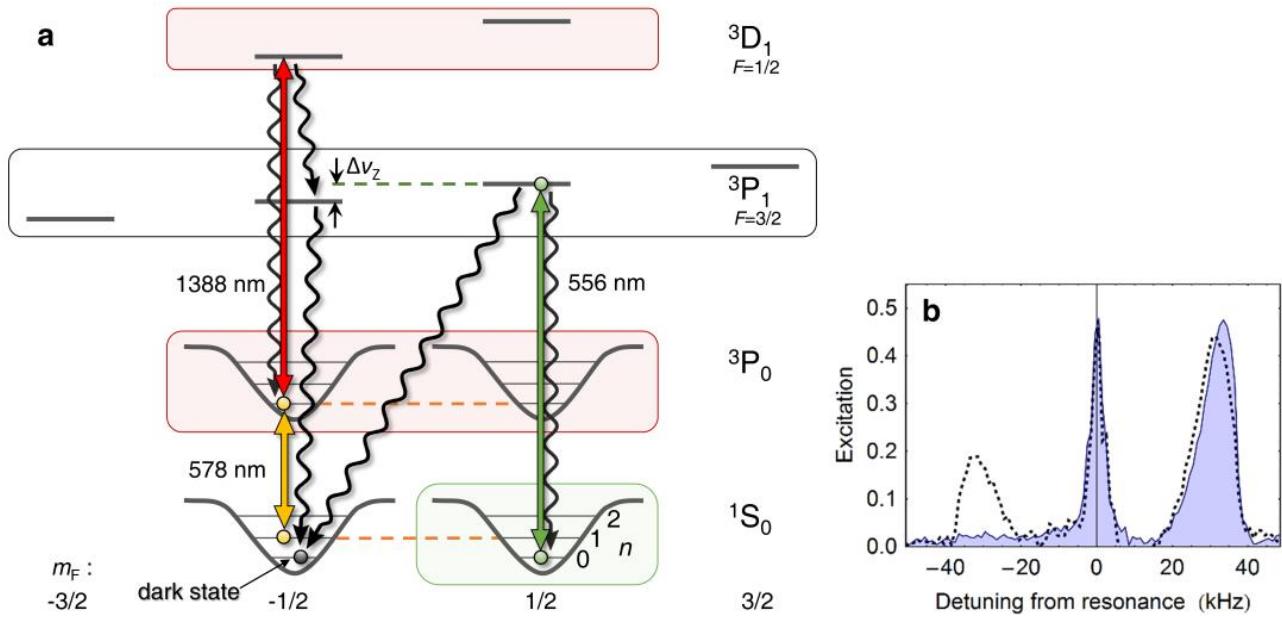 a
³D₁
F=1/2
Δν_Z
³P₁
F=3/2
1388 nm
556 nm
³P₀
578 nm
¹S₀
2
1
0
n
m_F :
dark state
-3/2
-1/2
1/2
3/2
b
Excitation
0.5
0.4
0.3
0.2
0.1
0.0
−40
−20
0
20
40
Detuning from resonance (kHz)